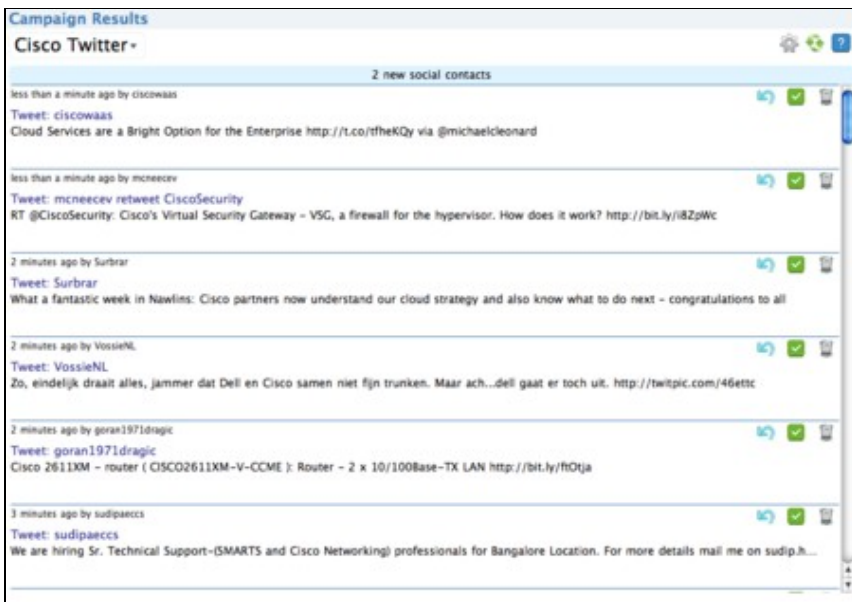 Campaign Results
Cisco Twitter
?
2 new social contacts
less than a minute ago by ciscowaas
Tweet: ciscowaas
Cloud Services are a Bright Option for the Enterprise http://t.co/tfheKQy via @michaelcleonard
less than a minute ago by mcneecev
Tweet: mcneecev retweet CiscoSecurity
RT @CiscoSecurity: Cisco's Virtual Security Gateway – VSG, a firewall for the hypervisor. How does it work? http://bit.ly/i8ZpWc
2 minutes ago by Surbrar
Tweet: Surbrar
What a fantastic week in Nawlins: Cisco partners now understand our cloud strategy and also know what to do next – congratulations to all
2 minutes ago by VossieNL
Tweet: VossieNL
Zo, eindelijk draait alles, jammer dat Dell en Cisco samen niet fijn trunken. Maar ach...dell gaat er toch uit. http://twitpic.com/46ettc
2 minutes ago by goran1971dragic
Tweet: goran1971dragic
Cisco 2611XM – router ( CISCO2611XM-V-CCME ): Router – 2 x 10/100Base-TX LAN http://bit.ly/ftOtja
3 minutes ago by sudipaeccs
Tweet: sudipaeccs
We are hiring Sr. Technical Support-(SMARTS and Cisco Networking) professionals for Bangalore Location. For more details mail me on sudip.h...